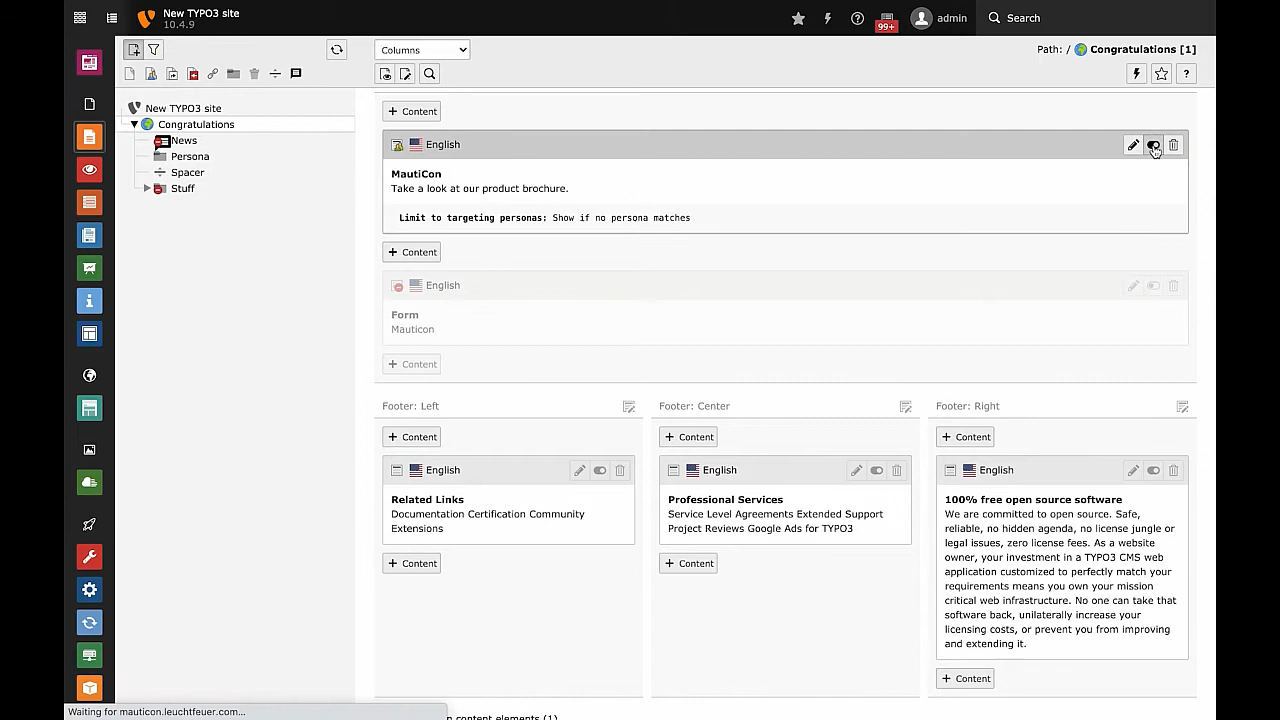 New TYPO3 site
10.4.9
99+
admin
Search
Columns
Path: / Congratulations [1]
New TYPO3 site
Congratulations
News
Persona
Spacer
Stuff
+ Content
English
MautiCon
Take a look at our product brochure.
Limit to targeting personas: Show if no persona matches
+ Content
English
Form
Mauticon
+ Content
Footer: Left
Footer: Center
Footer: Right
+ Content
+ Content
+ Content
English
English
English
Related Links
Documentation Certification Community
Extensions
+ Content
Professional Services
Service Level Agreements Extended Support
Project Reviews Google Ads for TYPO3
+ Content
100% free open source software
We are committed to open source. Safe,
reliable, no hidden agenda, no license jungle or
legal issues, zero license fees. As a website
owner, your investment in a TYPO3 CMS web
application customized to perfectly match your
requirements means you own your mission
critical web infrastructure. No one can take that
software back, unilaterally increase your
licensing costs, or prevent you from improving
and extending it.
+ Content
Waiting for mauticon.leuchtfeuer.com...
content elements (1)